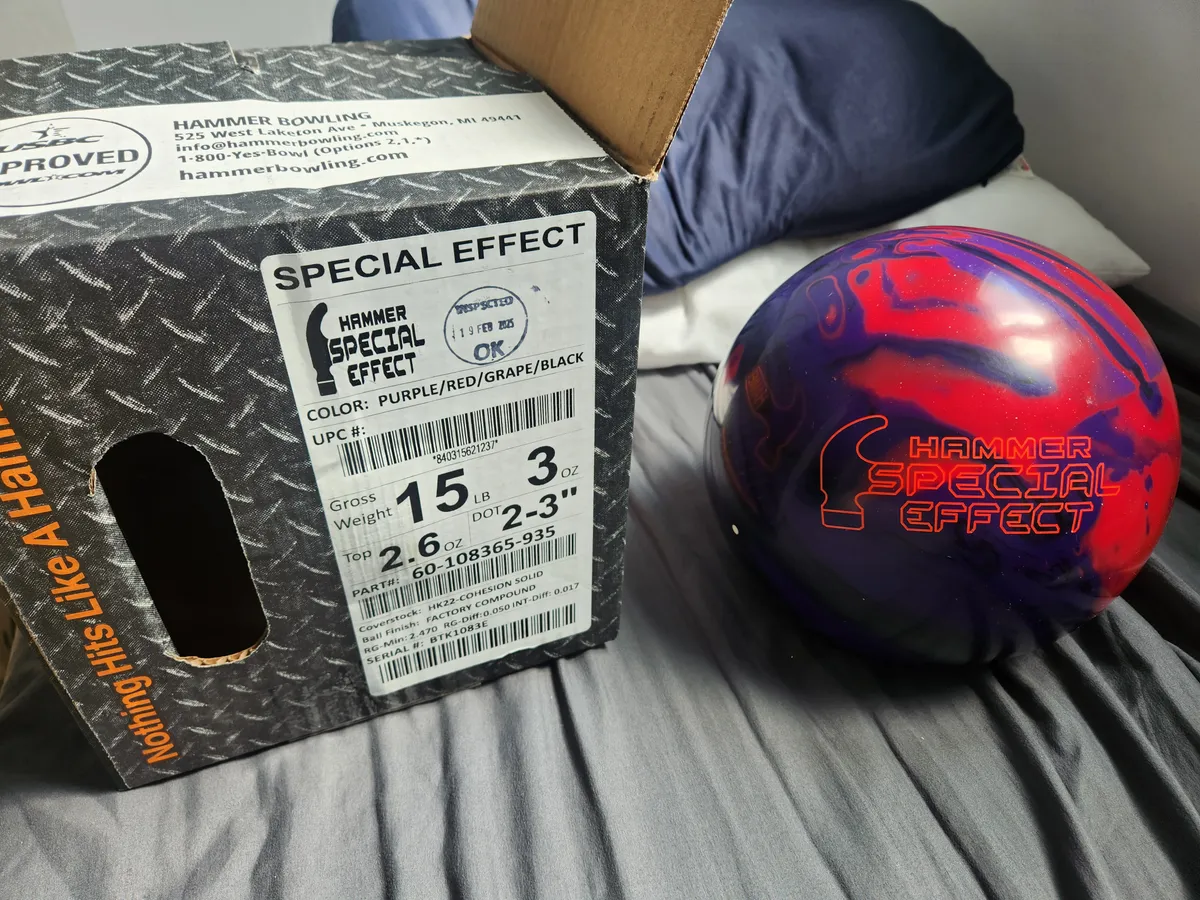 USBC
PROVED
HAMMER BOWLING
525 West Laketon Ave • Muskegon, MI 49441
info@hammerbowling.com
1-800-Yes-Bowl (Options 2,1,*)
hammerbowling.com
SPECIAL EFFECT
HAMMER
SPECIAL
EFFECT
INSPECTED
19 FEB 2025
OK
COLOR: PURPLE/RED/GRAPE/BLACK
UPC #:
*840315621237*
Gross Weight 15 LB 3 OZ
Top 2.6 OZ DOT 2-3"
PART#: 60-108365-935
Coverstock: HK22-COHESION SOLID
Ball Finish: FACTORY COMPOUND
RG-Min: 2.470 RG-Diff: 0.050 INT-Diff: 0.017
SERIAL #: BTK1083E
Nothing Hits Like A Hamm
HAMMER
SPECIAL
EFFECT